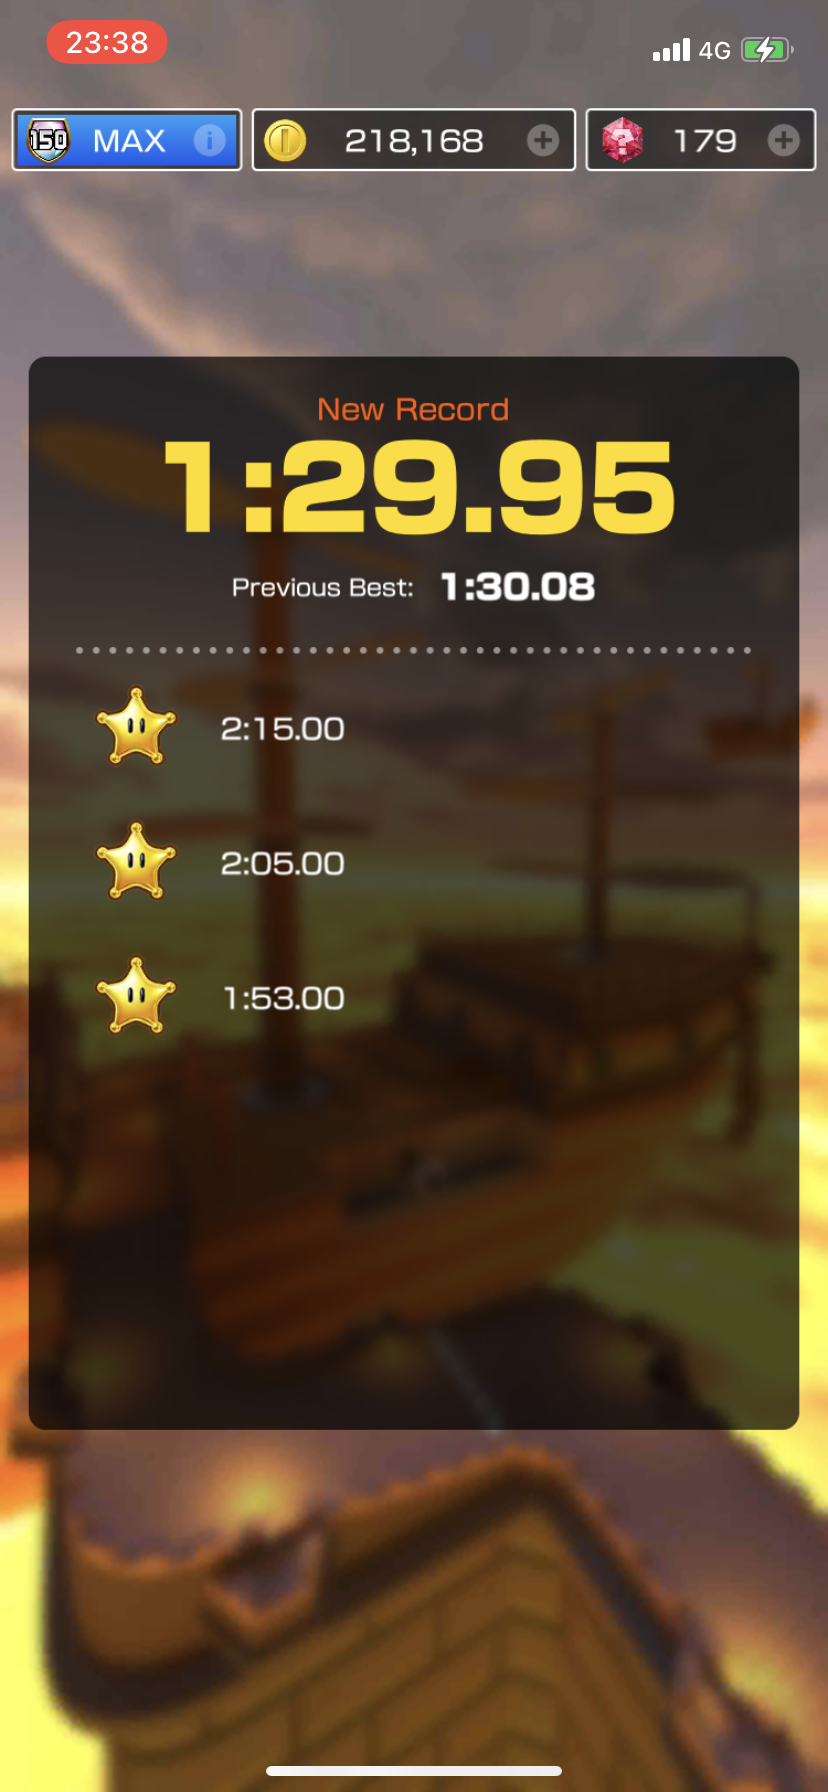 23:38 4G
150 MAX i 218,168 + ? 179 +
New Record
1:29.95
Previous Best: 1:30.08
2:15.00
2:05.00
1:53.00